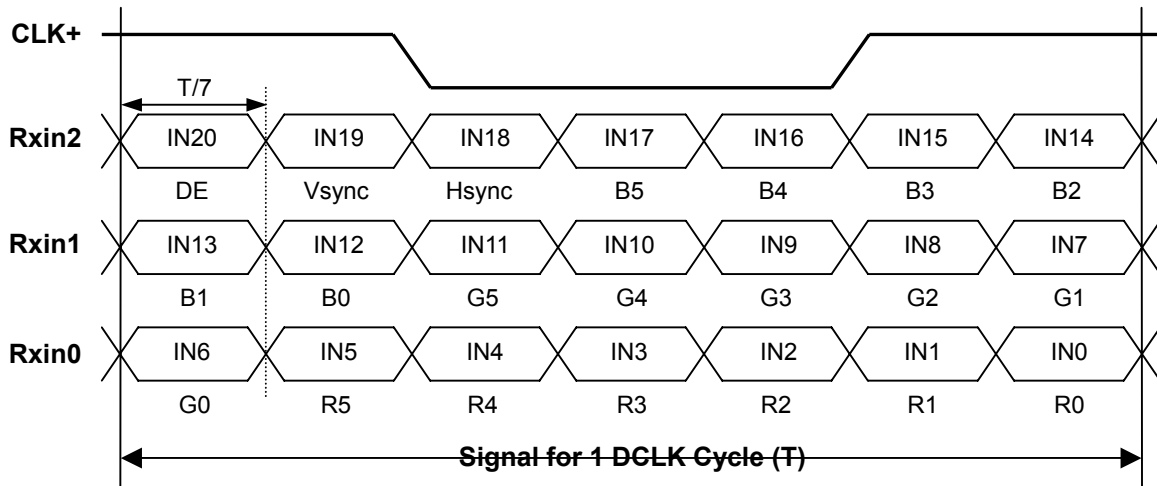 CLK+
T/7
Rxin2 IN20 IN19 IN18 IN17 IN16 IN15 IN14
DE Vsync Hsync B5 B4 B3 B2
Rxin1 IN13 IN12 IN11 IN10 IN9 IN8 IN7
B1 B0 G5 G4 G3 G2 G1
Rxin0 IN6 IN5 IN4 IN3 IN2 IN1 IN0
G0 R5 R4 R3 R2 R1 R0
Signal for 1 DCLK Cycle (T)